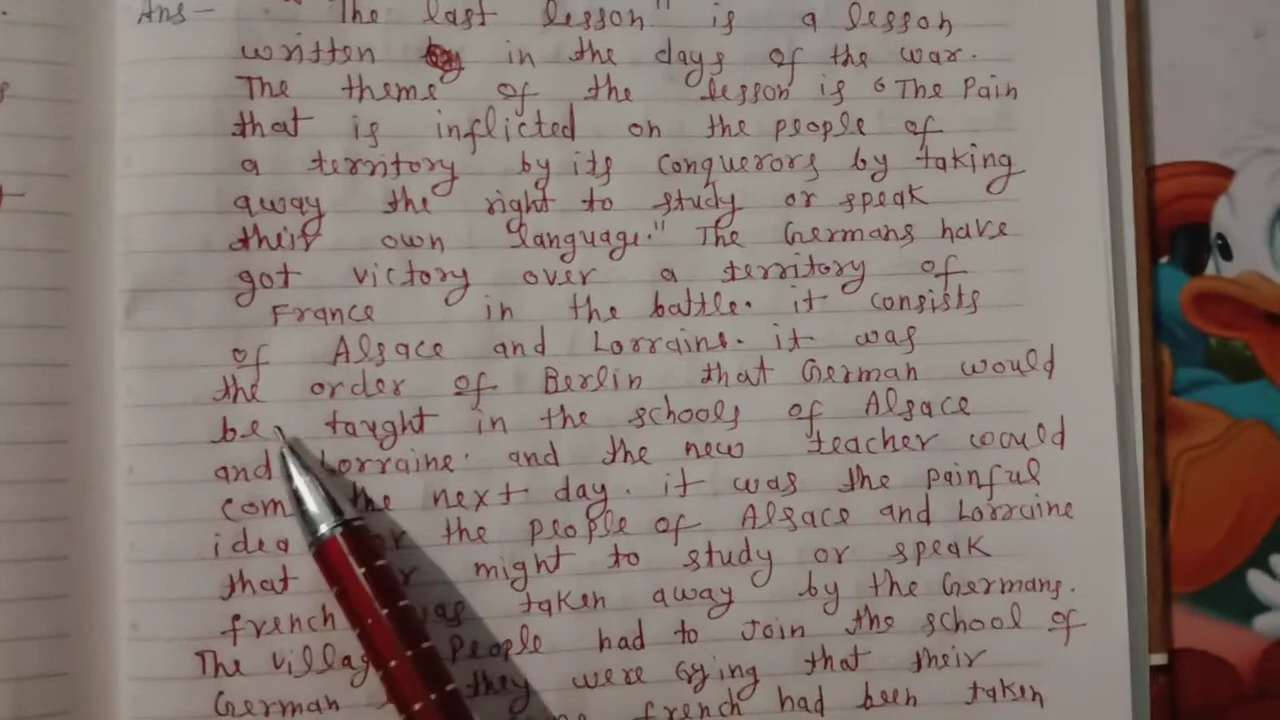 Ans - "The last lesson" is a lesson
written in the days of the war.
The theme of the lesson is "The Pain
that is inflicted on the people of
a territory by its conquerors by taking
away the right to study or speak
their own language." The Germans have
got victory over a territory of
France in the battle. it consists
of Alsace and Lorraine. it was
the order of Berlin that German would
be taught in the schools of Alsace
and Lorraine. and the new teacher would
com the next day. it was the painful
idea the people of Alsace and Lorraine
that might to study or speak
french was taken away by the Germans.
The villag People had to Join the school of
German they were crying that their
french had been taken